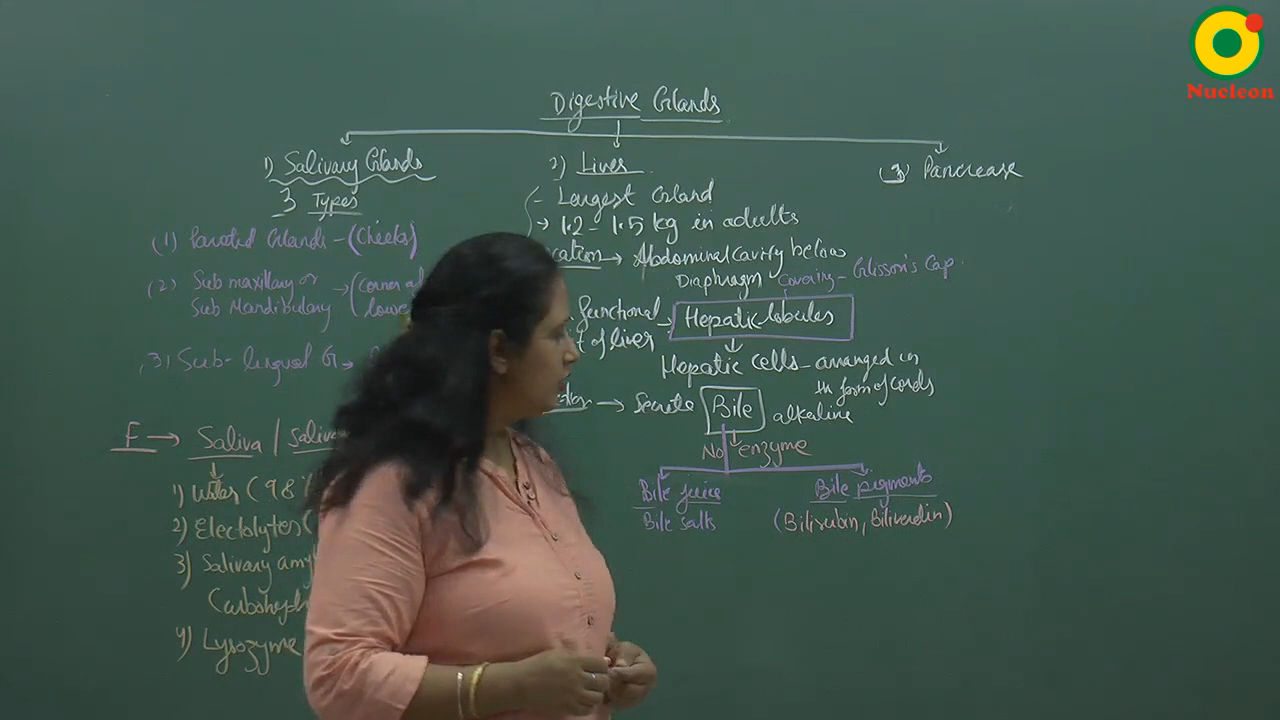 Nucleon
Digestive Glands
1) Salivary Glands
3 Types
(1) Parotid Glands - (Cheeks)
(2) Sub maxillary or
Sub Mandibulary
3) Sub-lingual G →
F → Saliva / Saliva
1) Water (98
2) Electolytes (
3) Salivary amy
(Carbohyd
4) Lysozyme
2) Liver
- Largest Gland
→ 1.2 - 1.5 kg in adults
cation → Abdominal cavity below
Diaphragm Covering - Glisson's Cap.
functional → Hepatic lobules
t of liver
Hepatic cells - arranged in
th form of cords
→ Secrete Bile alkaline
No enzyme
Bile juice
Bile salts
Bile pigments
(Bilirubin, Biliverdin)
3) Pancrease